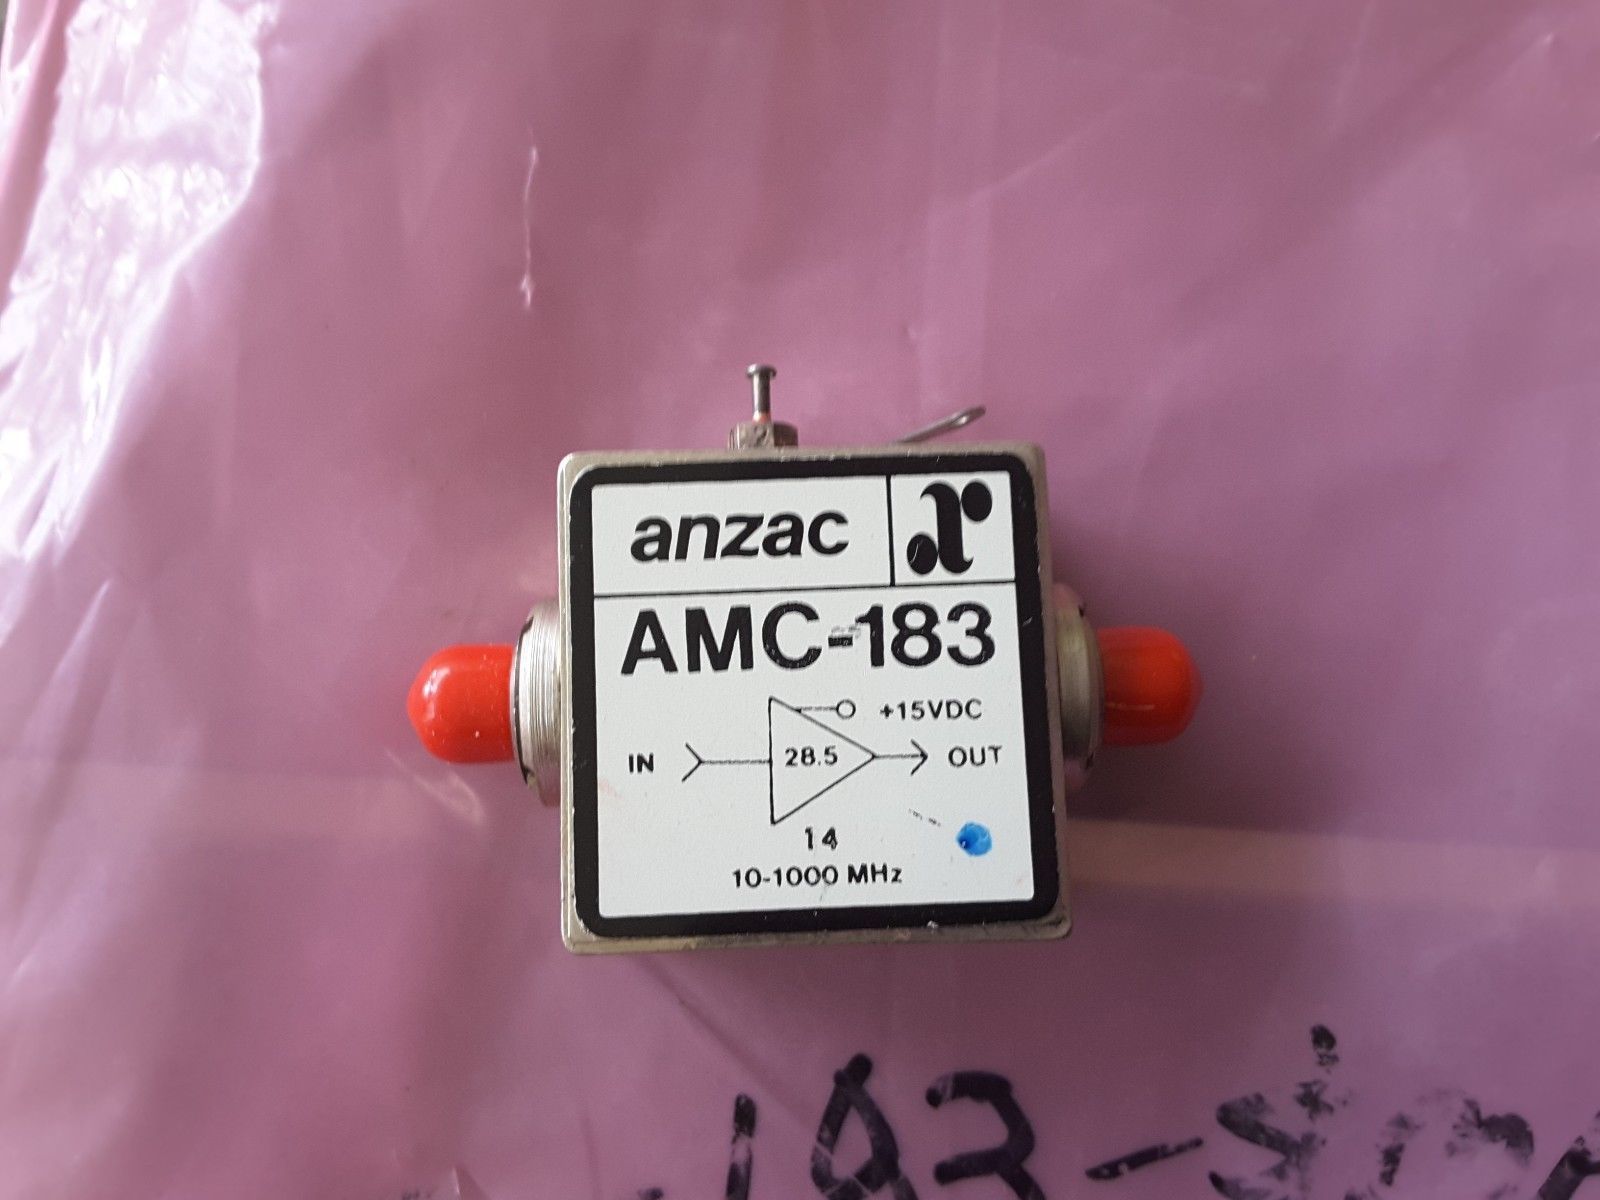 anzac
AMC-183
+15VDC
IN 28.5 OUT
14
10-1000 MHz